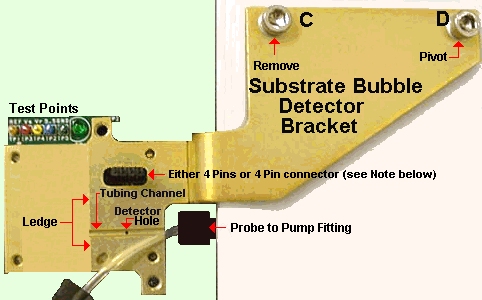 C
D
Remove
Pivot
Substrate Bubble
Detector
Bracket
Test Points
Either 4 Pins or 4 Pin connector (see Note below)
Tubing Channel
Detector
Hole
Ledge
Probe to Pump Fitting